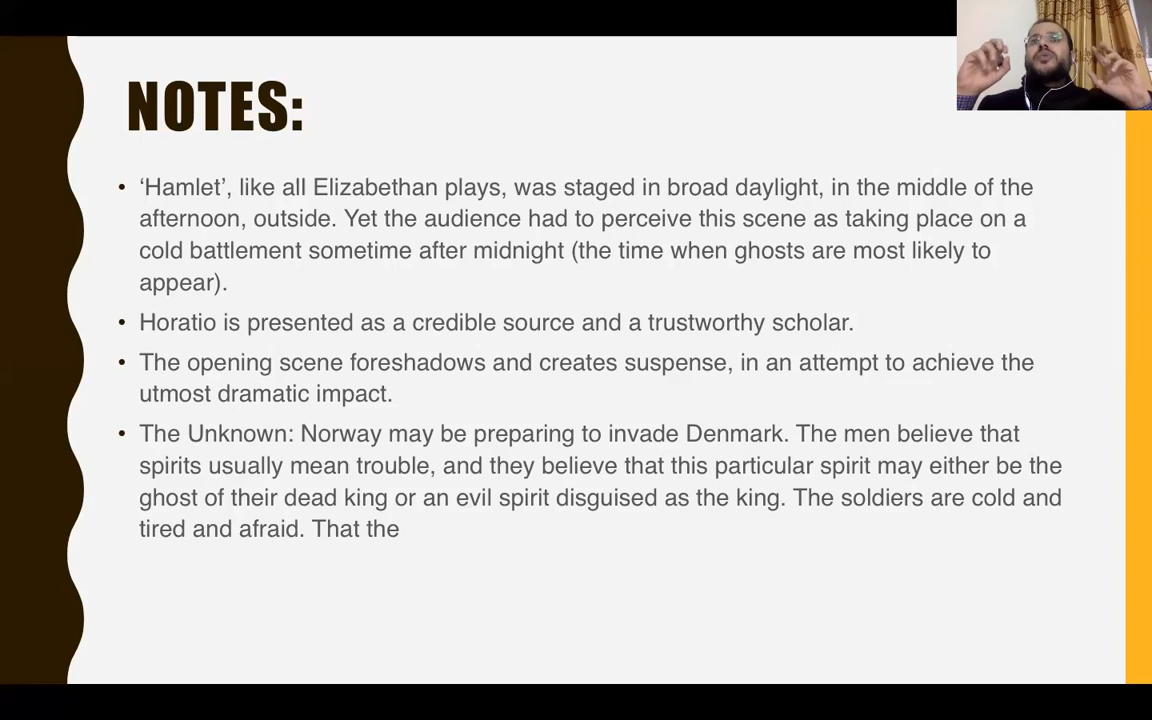 NOTES:
• ‘Hamlet’, like all Elizabethan plays, was staged in broad daylight, in the middle of the
afternoon, outside. Yet the audience had to perceive this scene as taking place on a
cold battlement sometime after midnight (the time when ghosts are most likely to
appear).
• Horatio is presented as a credible source and a trustworthy scholar.
• The opening scene foreshadows and creates suspense, in an attempt to achieve the
utmost dramatic impact.
• The Unknown: Norway may be preparing to invade Denmark. The men believe that
spirits usually mean trouble, and they believe that this particular spirit may either be the
ghost of their dead king or an evil spirit disguised as the king. The soldiers are cold and
tired and afraid. That the